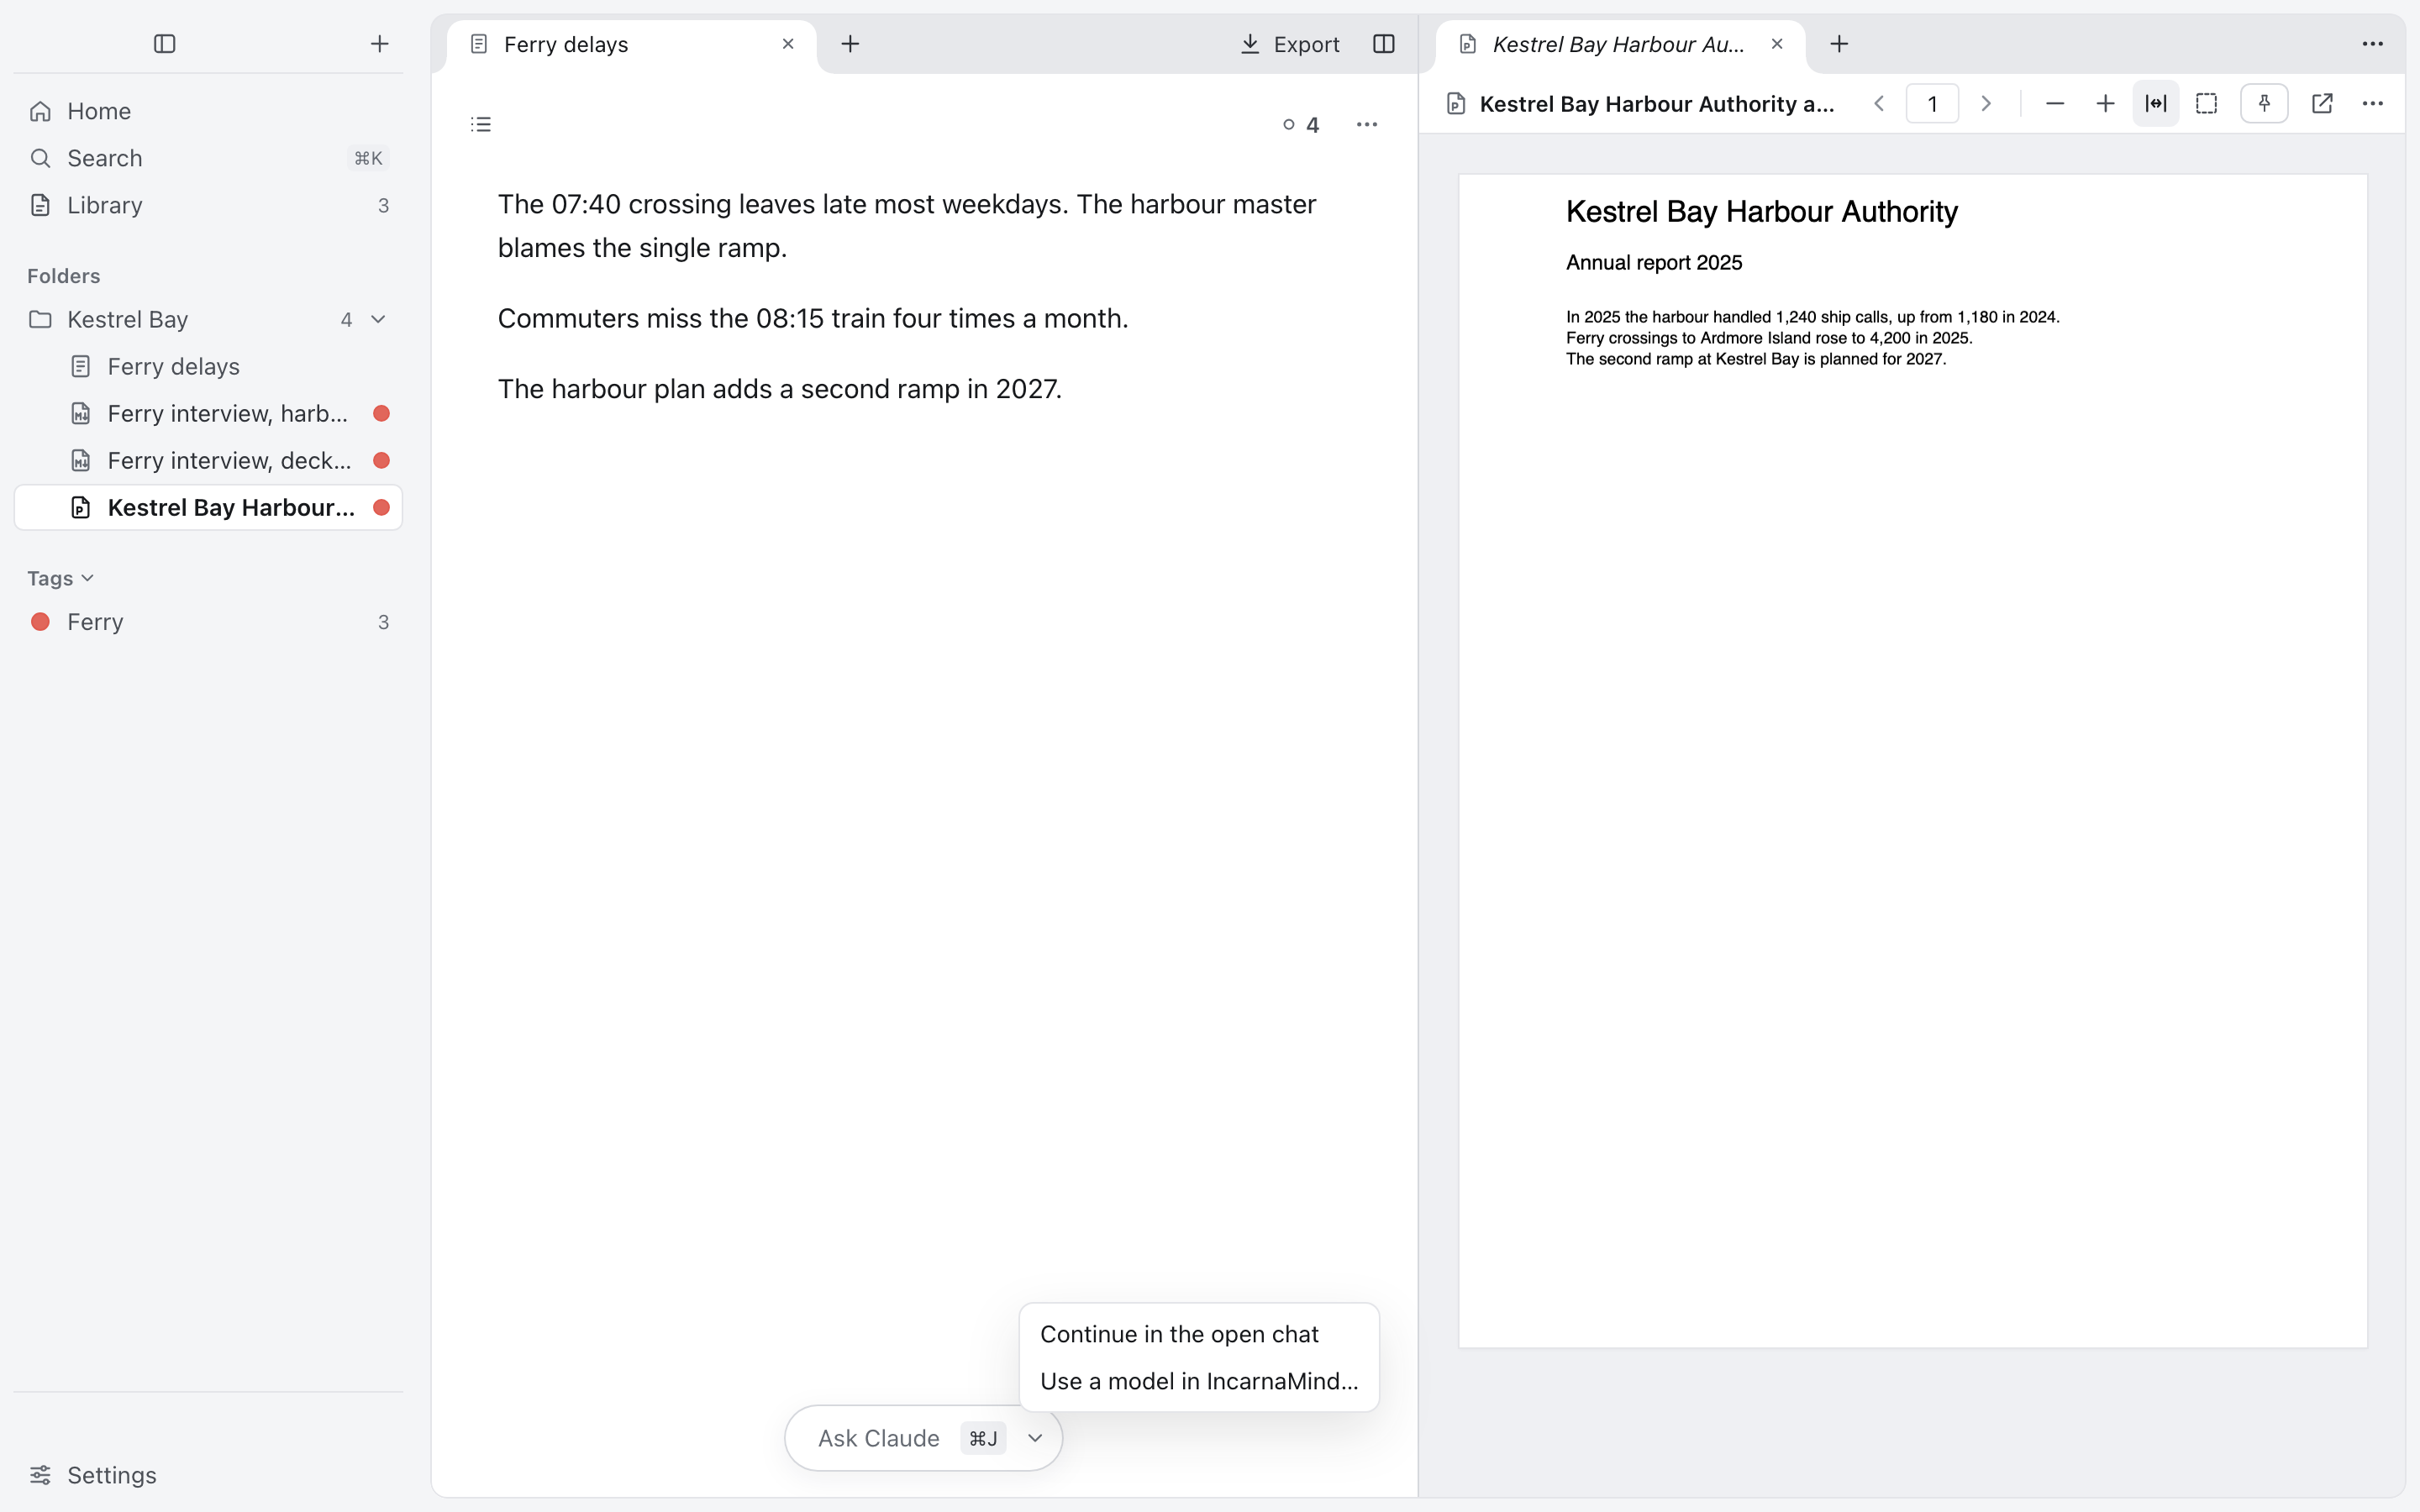 Home
Search ⌘K
Library 3
Folders
Kestrel Bay 4
Ferry delays
Ferry interview, harb...
Ferry interview, deck...
Kestrel Bay Harbour...
Tags
Ferry 3
Settings
Ferry delays
Export
4
The 07:40 crossing leaves late most weekdays. The harbour master
blames the single ramp.
Commuters miss the 08:15 train four times a month.
The harbour plan adds a second ramp in 2027.
Continue in the open chat
Use a model in IncarnaMind...
Ask Claude ⌘J
Kestrel Bay Harbour Au...
Kestrel Bay Harbour Authority a... 1
Kestrel Bay Harbour Authority
Annual report 2025
In 2025 the harbour handled 1,240 ship calls, up from 1,180 in 2024.
Ferry crossings to Ardmore Island rose to 4,200 in 2025.
The second ramp at Kestrel Bay is planned for 2027.